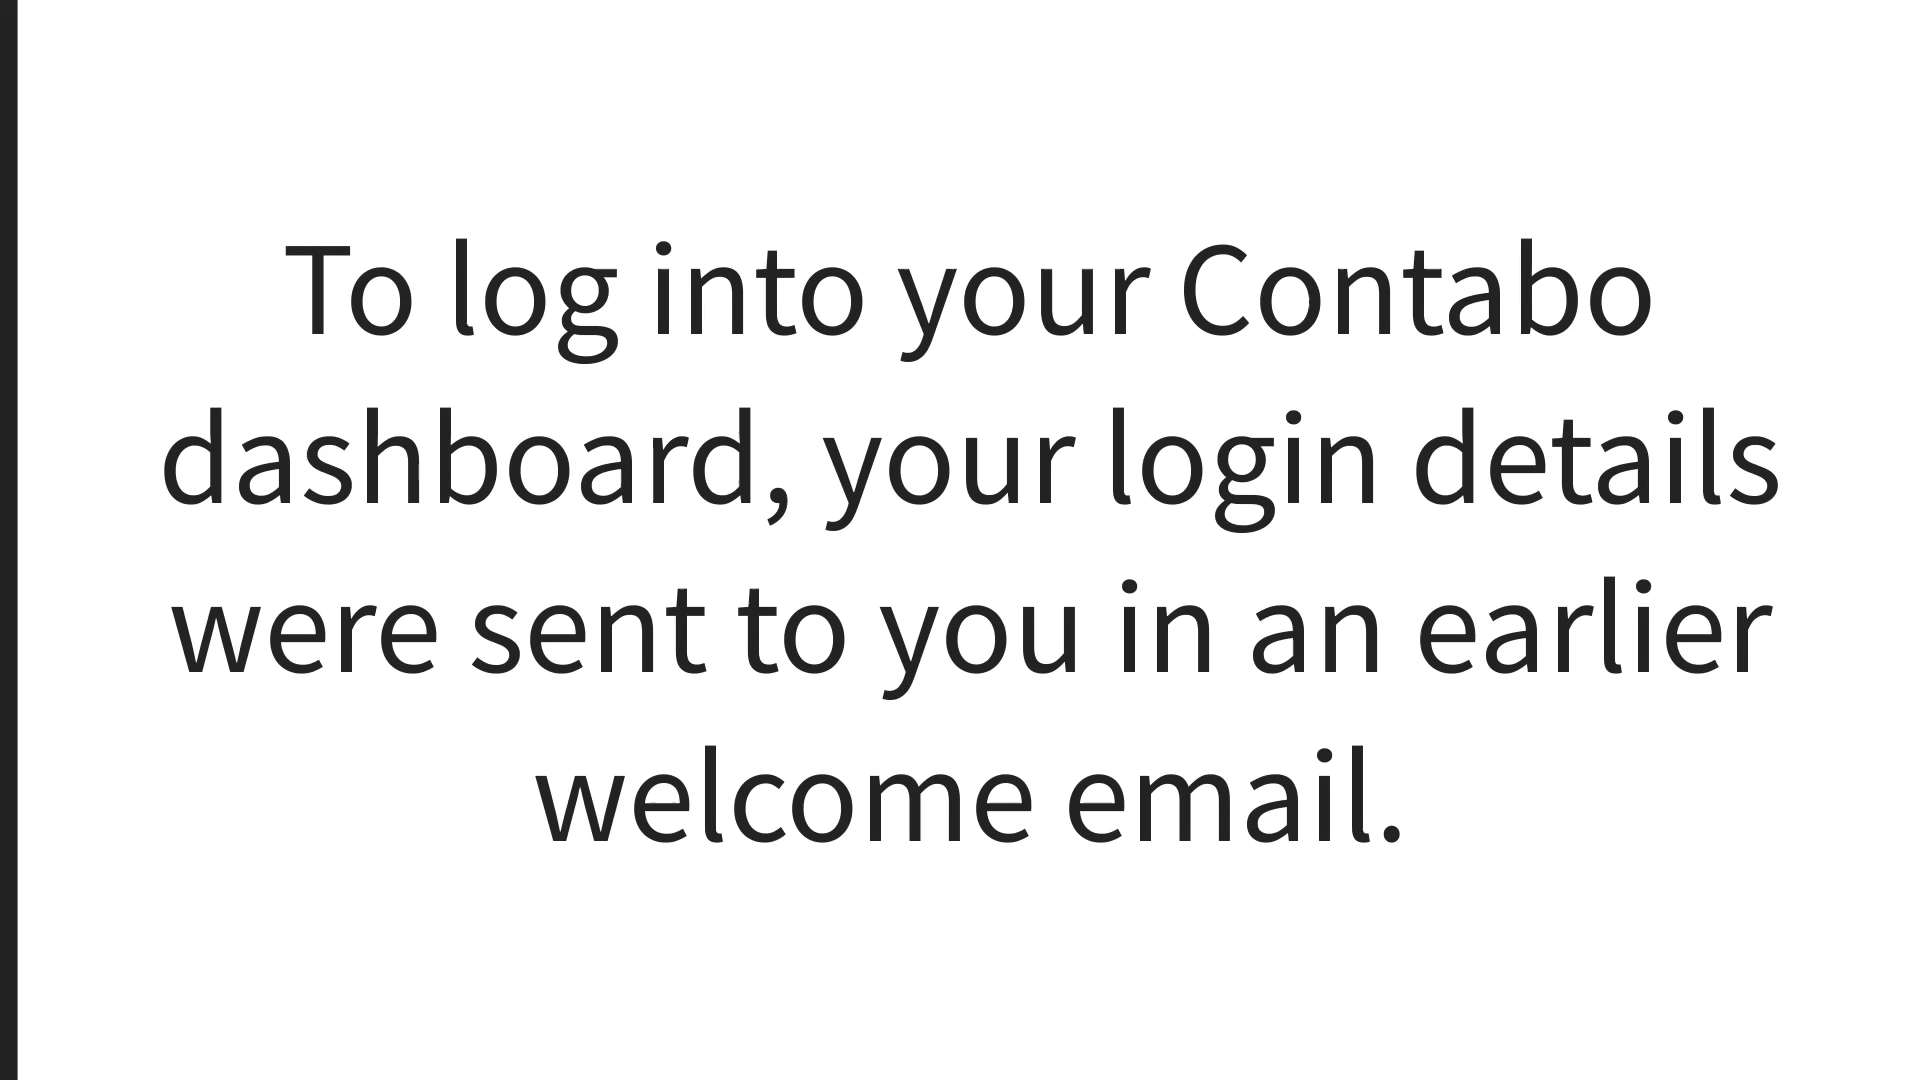 To log into your Contabo
dashboard, your login details
were sent to you in an earlier
welcome email.